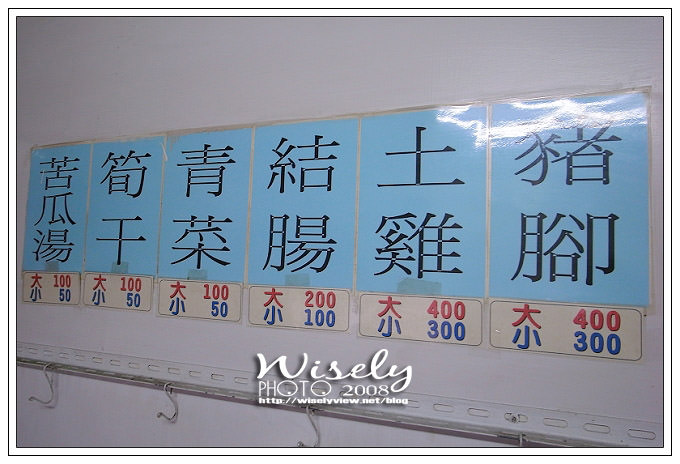 苦瓜湯
大 100
小 50
筍干
大 100
小 50
青菜
大 100
小 50
結腸
大 200
小 100
土雞
大 400
小 300
豬腳
大 400
小 300
Wisely
PHOTO 2008
http://wiselyview.net/blog